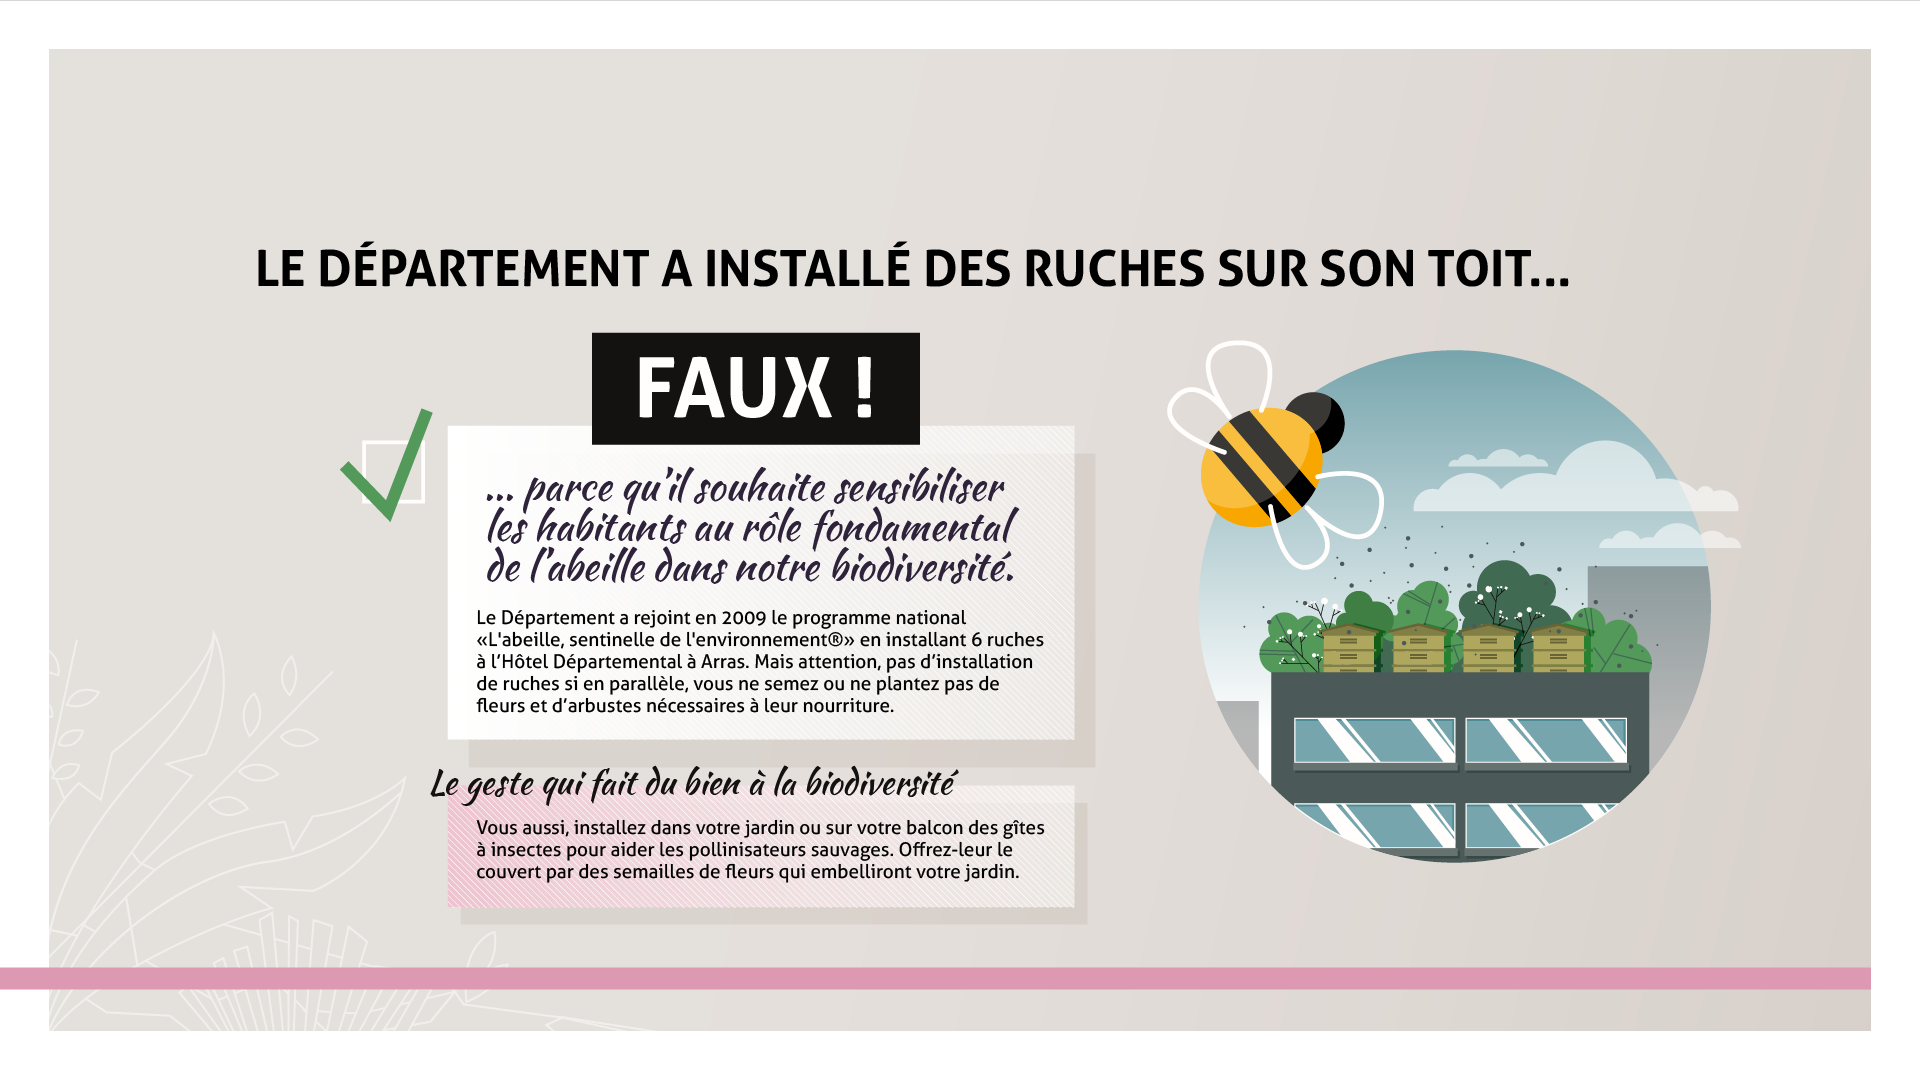 LE DÉPARTEMENT A INSTALLÉ DES RUCHES SUR SON TOIT...
FAUX !
... parce qu'il souhaite sensibiliser
les habitants au rôle fondamental
de l'abeille dans notre biodiversité.
Le Département a rejoint en 2009 le programme national
«L'abeille, sentinelle de l'environnement®» en installant 6 ruches
à l’Hôtel Départemental à Arras. Mais attention, pas d’installation
de ruches si en parallèle, vous ne semez ou ne plantez pas de
fleurs et d’arbustes nécessaires à leur nourriture.
Le geste qui fait du bien à la biodiversité
Vous aussi, installez dans votre jardin ou sur votre balcon des gîtes
à insectes pour aider les pollinisateurs sauvages. Offrez-leur le
couvert par des semailles de fleurs qui embelliront votre jardin.